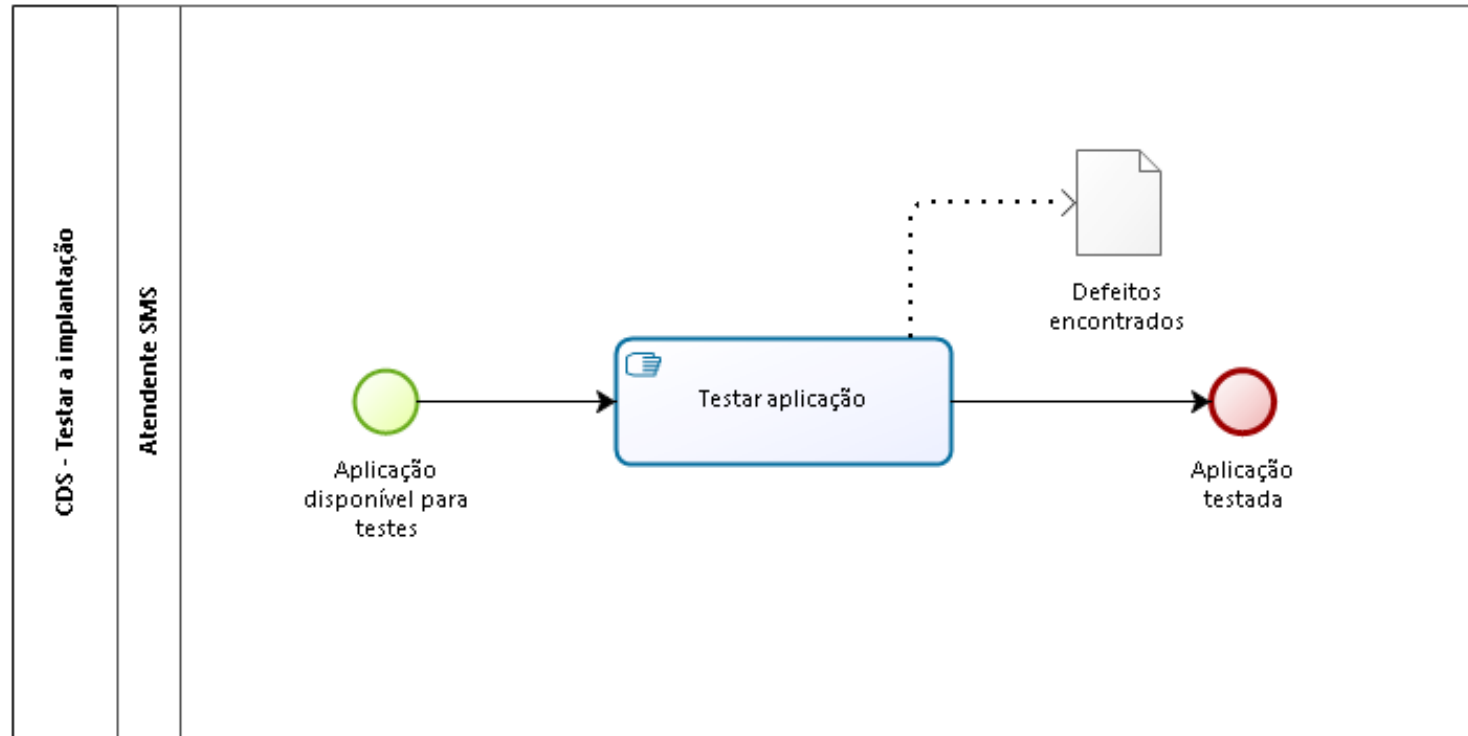 CDS - Testar a implantação
Atendente SMS
Defeitos
encontrados
Testar aplicação
Aplicação
disponível para
testes
Aplicação
testada